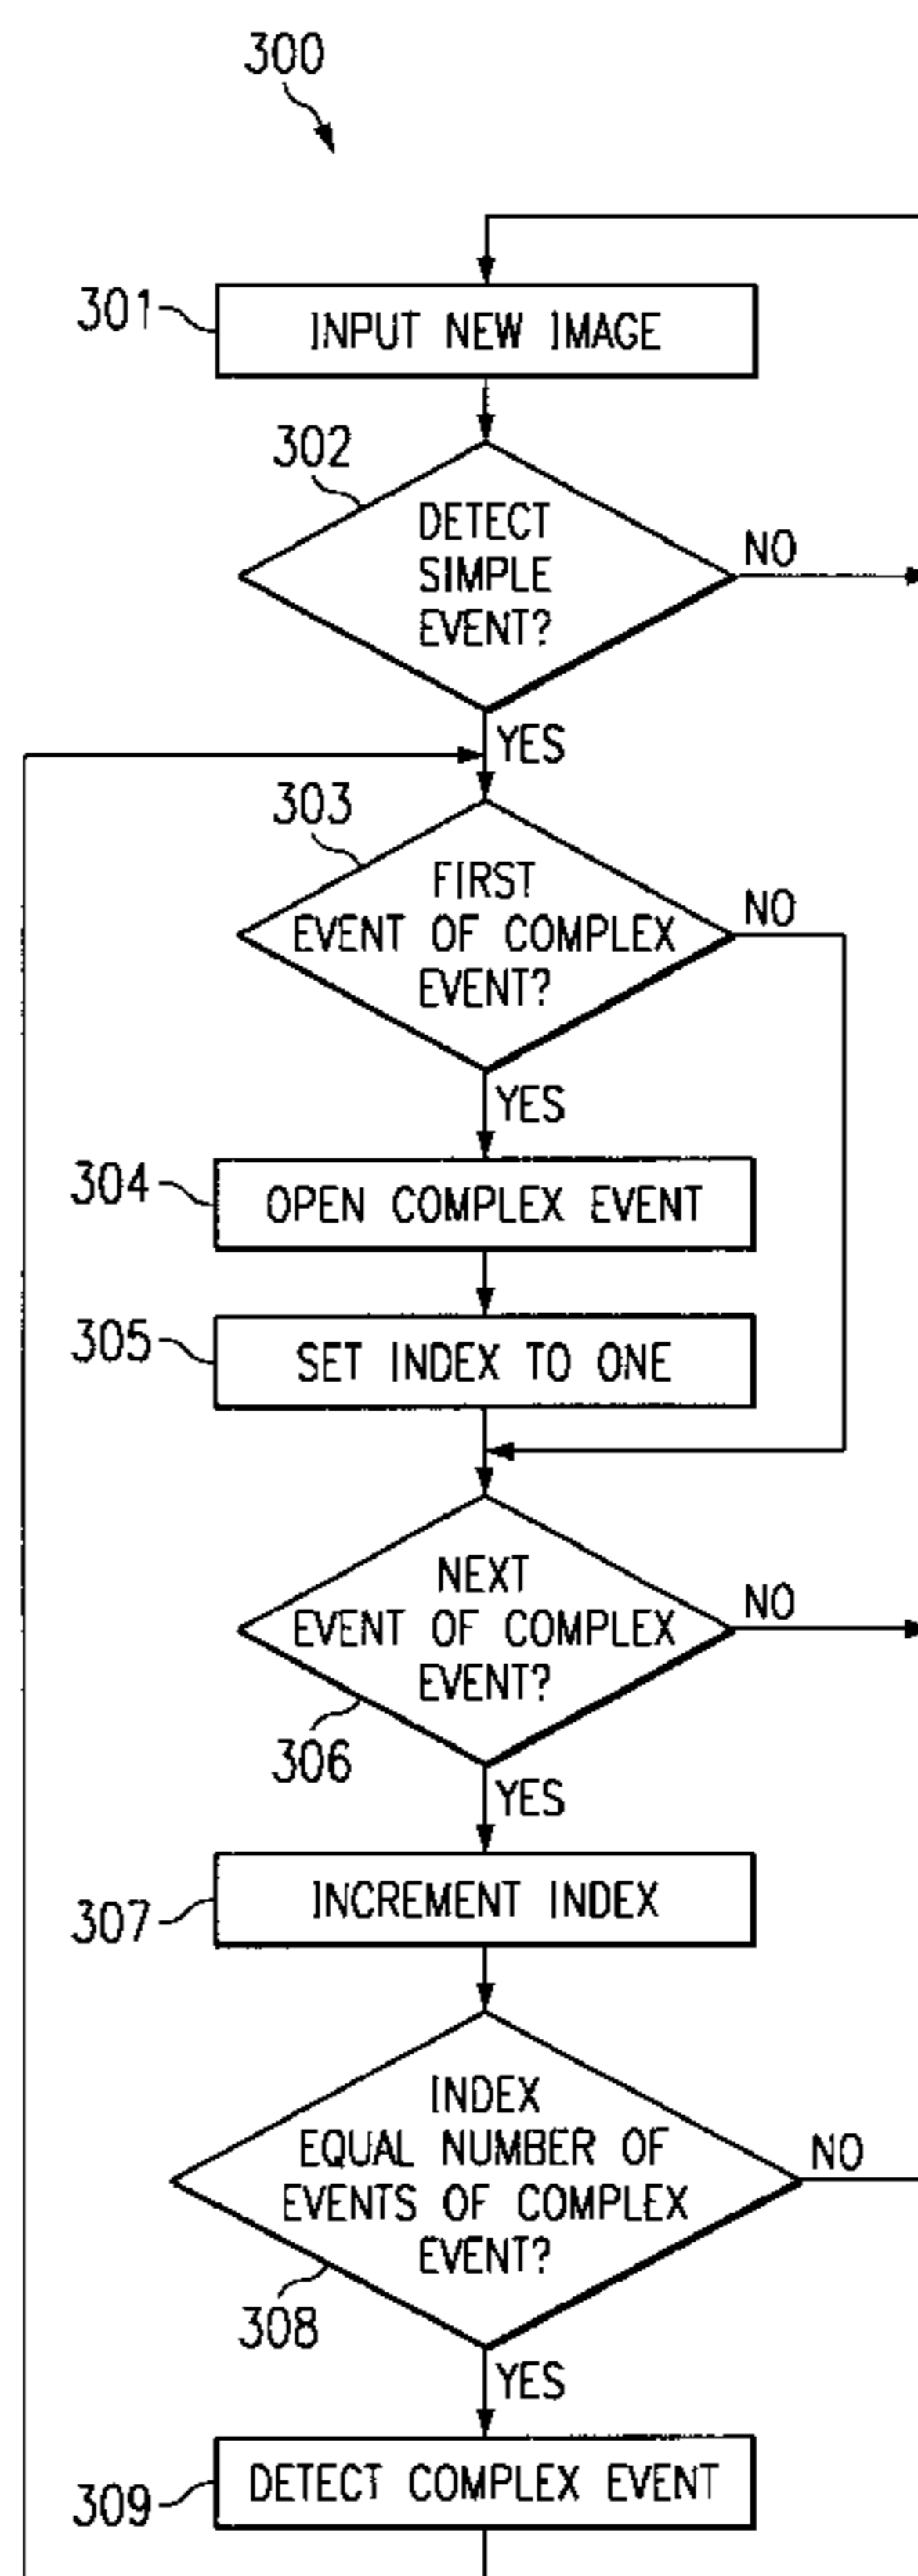 300
301
INPUT NEW IMAGE
302
DETECT
SIMPLE
EVENT?
NO
YES
303
FIRST
EVENT OF COMPLEX
EVENT?
NO
YES
304
OPEN COMPLEX EVENT
305
SET INDEX TO ONE
NEXT
EVENT OF COMPLEX
EVENT?
NO
306
YES
307
INCREMENT INDEX
INDEX
EQUAL NUMBER OF
EVENTS OF COMPLEX
EVENT?
NO
308
YES
309
DETECT COMPLEX EVENT